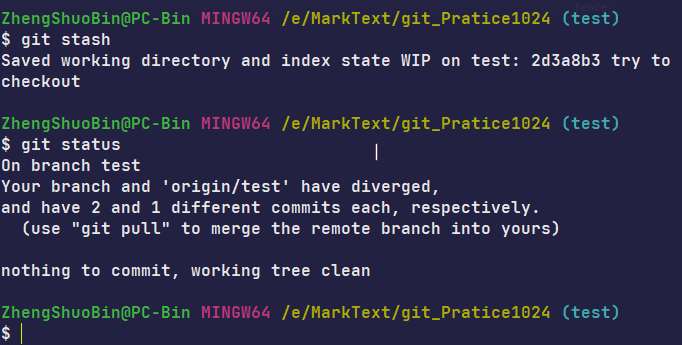 ZhengShuoBin@PC-Bin MINGW64 /e/MarkText/git_Pratice1024 (test)
$ git stash
Saved working directory and index state WIP on test: 2d3a8b3 try to
checkout
ZhengShuoBin@PC-Bin MINGW64 /e/MarkText/git_Pratice1024 (test)
$ git status
On branch test
Your branch and 'origin/test' have diverged,
and have 2 and 1 different commits each, respectively.
  (use "git pull" to merge the remote branch into yours)
nothing to commit, working tree clean
ZhengShuoBin@PC-Bin MINGW64 /e/MarkText/git_Pratice1024 (test)
$